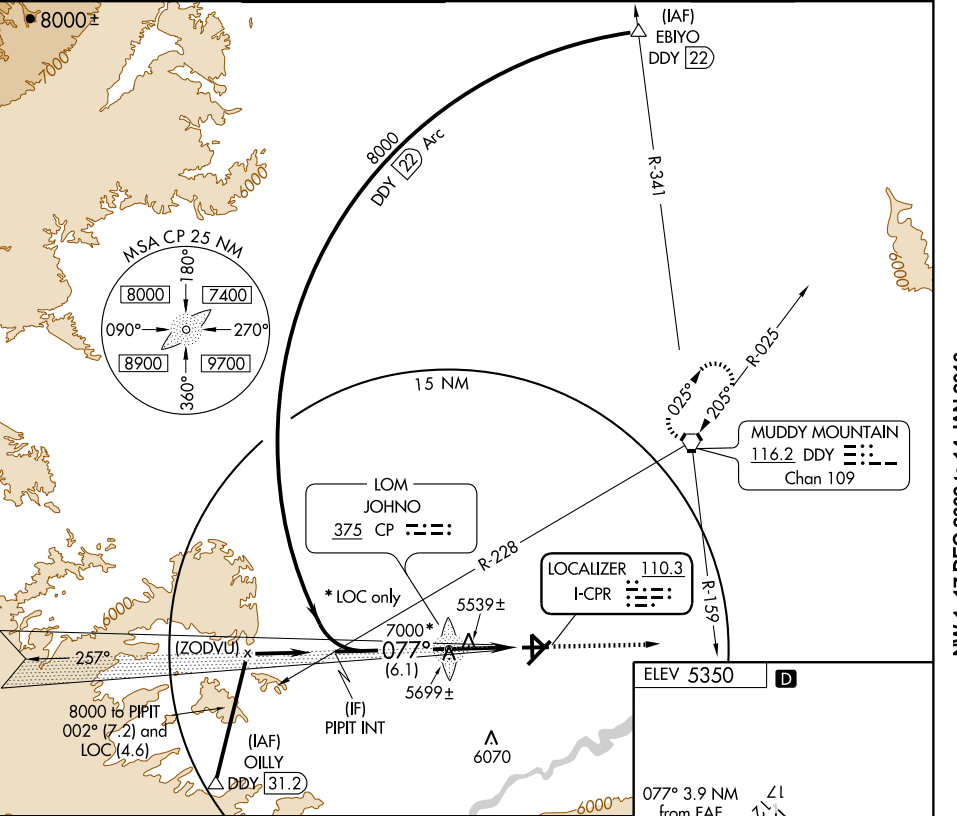 8000±
7000
(IAF)
EBIYO
DDY 22
8000
DDY 22 Arc
R-341
6000
6000
MSA CP 25 NM
180°
8000 7400
090° 270°
8900 9700
360°
15 NM
R-025
025°
205°
MUDDY MOUNTAIN
116.2 DDY
Chan 109
LOM
JOHNO
375 CP
R-228
LOCALIZER 110.3
I-CPR
R-159
* LOC only
5539±
7000*
077°
(6.1)
5699±
6000
(ZODVU) x
257°
8000 to PIPIT
002° (7.2) and
LOC (4.6)
(IF)
PIPIT INT
(IAF)
OILLY
DDY 31.2
6070
6000
ELEV 5350 D
077° 3.9 NM
from FAF
17
12